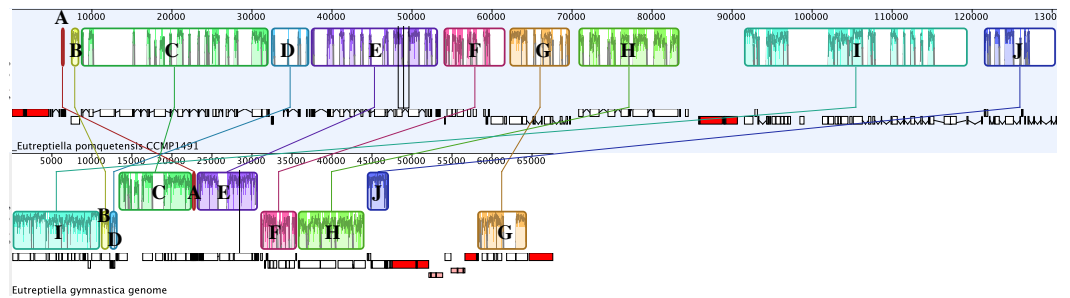 10000 20000 30000 40000 50000 60000 70000 80000 90000 100000 110000 120000 1300
A
B C D E F G H I J
_Eutreptiella pomquetensis CCMP1491
5000 10000 15000 20000 25000 30000 35000 40000 45000 50000 55000 60000 65000
C A E J
I B D F H G
Eutreptiella gymnastica genome